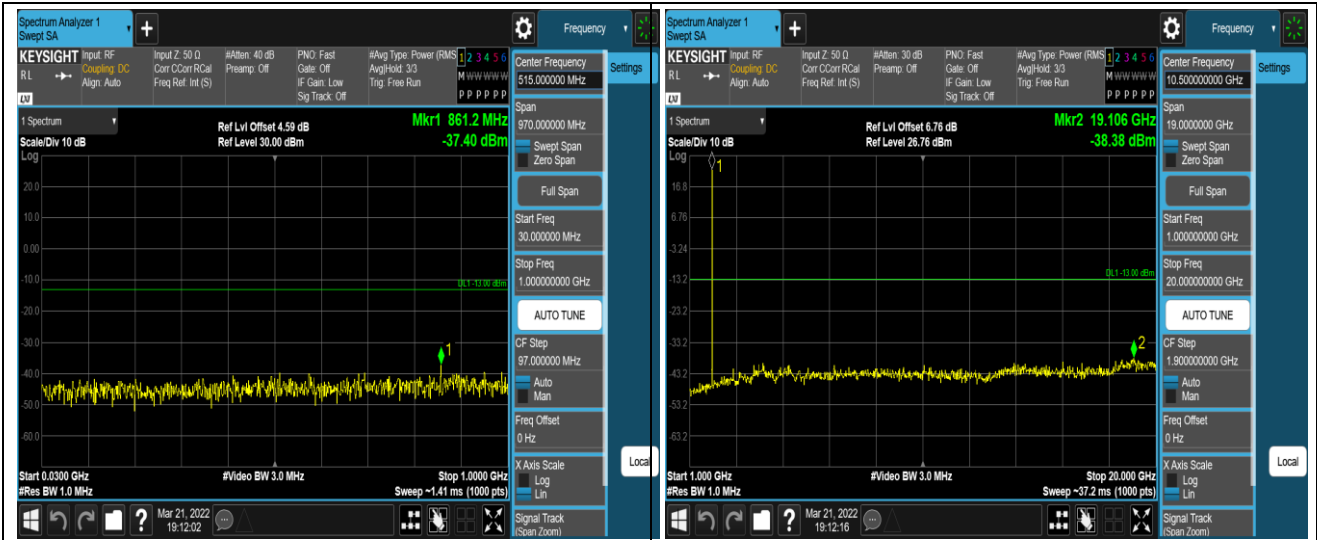 Spectrum Analyzer 1
Swept SA
+
Frequency
KEYSIGHT
RL
LXI
Input: RF
Coupling: DC
Align: Auto
Input Z: 50 Ω
Corr CCorr RCal
Freq Ref: Int (S)
#Atten: 40 dB
Preamp: Off
PNO: Fast
Gate: Off
IF Gain: Low
Sig Track: Off
#Avg Type: Power (RMS
Avg|Hold: 3/3
Trig: Free Run
1 2 3 4 5 6
M W W W W W
P P P P P P
Center Frequency
515.000000 MHz
Settings
Span
970.000000 MHz
Swept Span
Zero Span
Full Span
Start Freq
30.000000 MHz
Stop Freq
1.000000000 GHz
AUTO TUNE
CF Step
97.000000 MHz
Auto
Man
Freq Offset
0 Hz
X Axis Scale
Log
Lin
Signal Track
(Span Zoom)
Local
1 Spectrum
Scale/Div 10 dB
Log
Ref Lvl Offset 4.59 dB
Ref Level 30.00 dBm
Mkr1 861.2 MHz
-37.40 dBm
20.0
10.0
0.00
-10.0
DL1 -13.00 dBm
-20.0
-30.0
1
-40.0
-50.0
-60.0
Start 0.0300 GHz
#Res BW 1.0 MHz
#Video BW 3.0 MHz
Stop 1.0000 GHz
Sweep ~1.41 ms (1000 pts)
?
Mar 21, 2022
19:12:02
Spectrum Analyzer 1
Swept SA
+
Frequency
KEYSIGHT
RL
LXI
Input: RF
Coupling: DC
Align: Auto
Input Z: 50 Ω
Corr CCorr RCal
Freq Ref: Int (S)
#Atten: 30 dB
Preamp: Off
PNO: Fast
Gate: Off
IF Gain: Low
Sig Track: Off
#Avg Type: Power (RMS
Avg|Hold: 3/3
Trig: Free Run
1 2 3 4 5 6
M W W W W W
P P P P P P
Center Frequency
10.500000000 GHz
Settings
Span
19.0000000 GHz
Swept Span
Zero Span
Full Span
Start Freq
1.000000000 GHz
Stop Freq
20.000000000 GHz
AUTO TUNE
CF Step
1.900000000 GHz
Auto
Man
Freq Offset
0 Hz
X Axis Scale
Log
Lin
Signal Track
(Span Zoom)
Local
1 Spectrum
Scale/Div 10 dB
Log
Ref Lvl Offset 6.76 dB
Ref Level 26.76 dBm
Mkr2 19.106 GHz
-38.38 dBm
1
16.8
6.76
-3.24
DL1 -13.00 dBm
-13.2
-23.2
-33.2
2
-43.2
-53.2
-63.2
Start 1.000 GHz
#Res BW 1.0 MHz
#Video BW 3.0 MHz
Stop 20.000 GHz
Sweep ~37.2 ms (1000 pts)
?
Mar 21, 2022
19:12:16